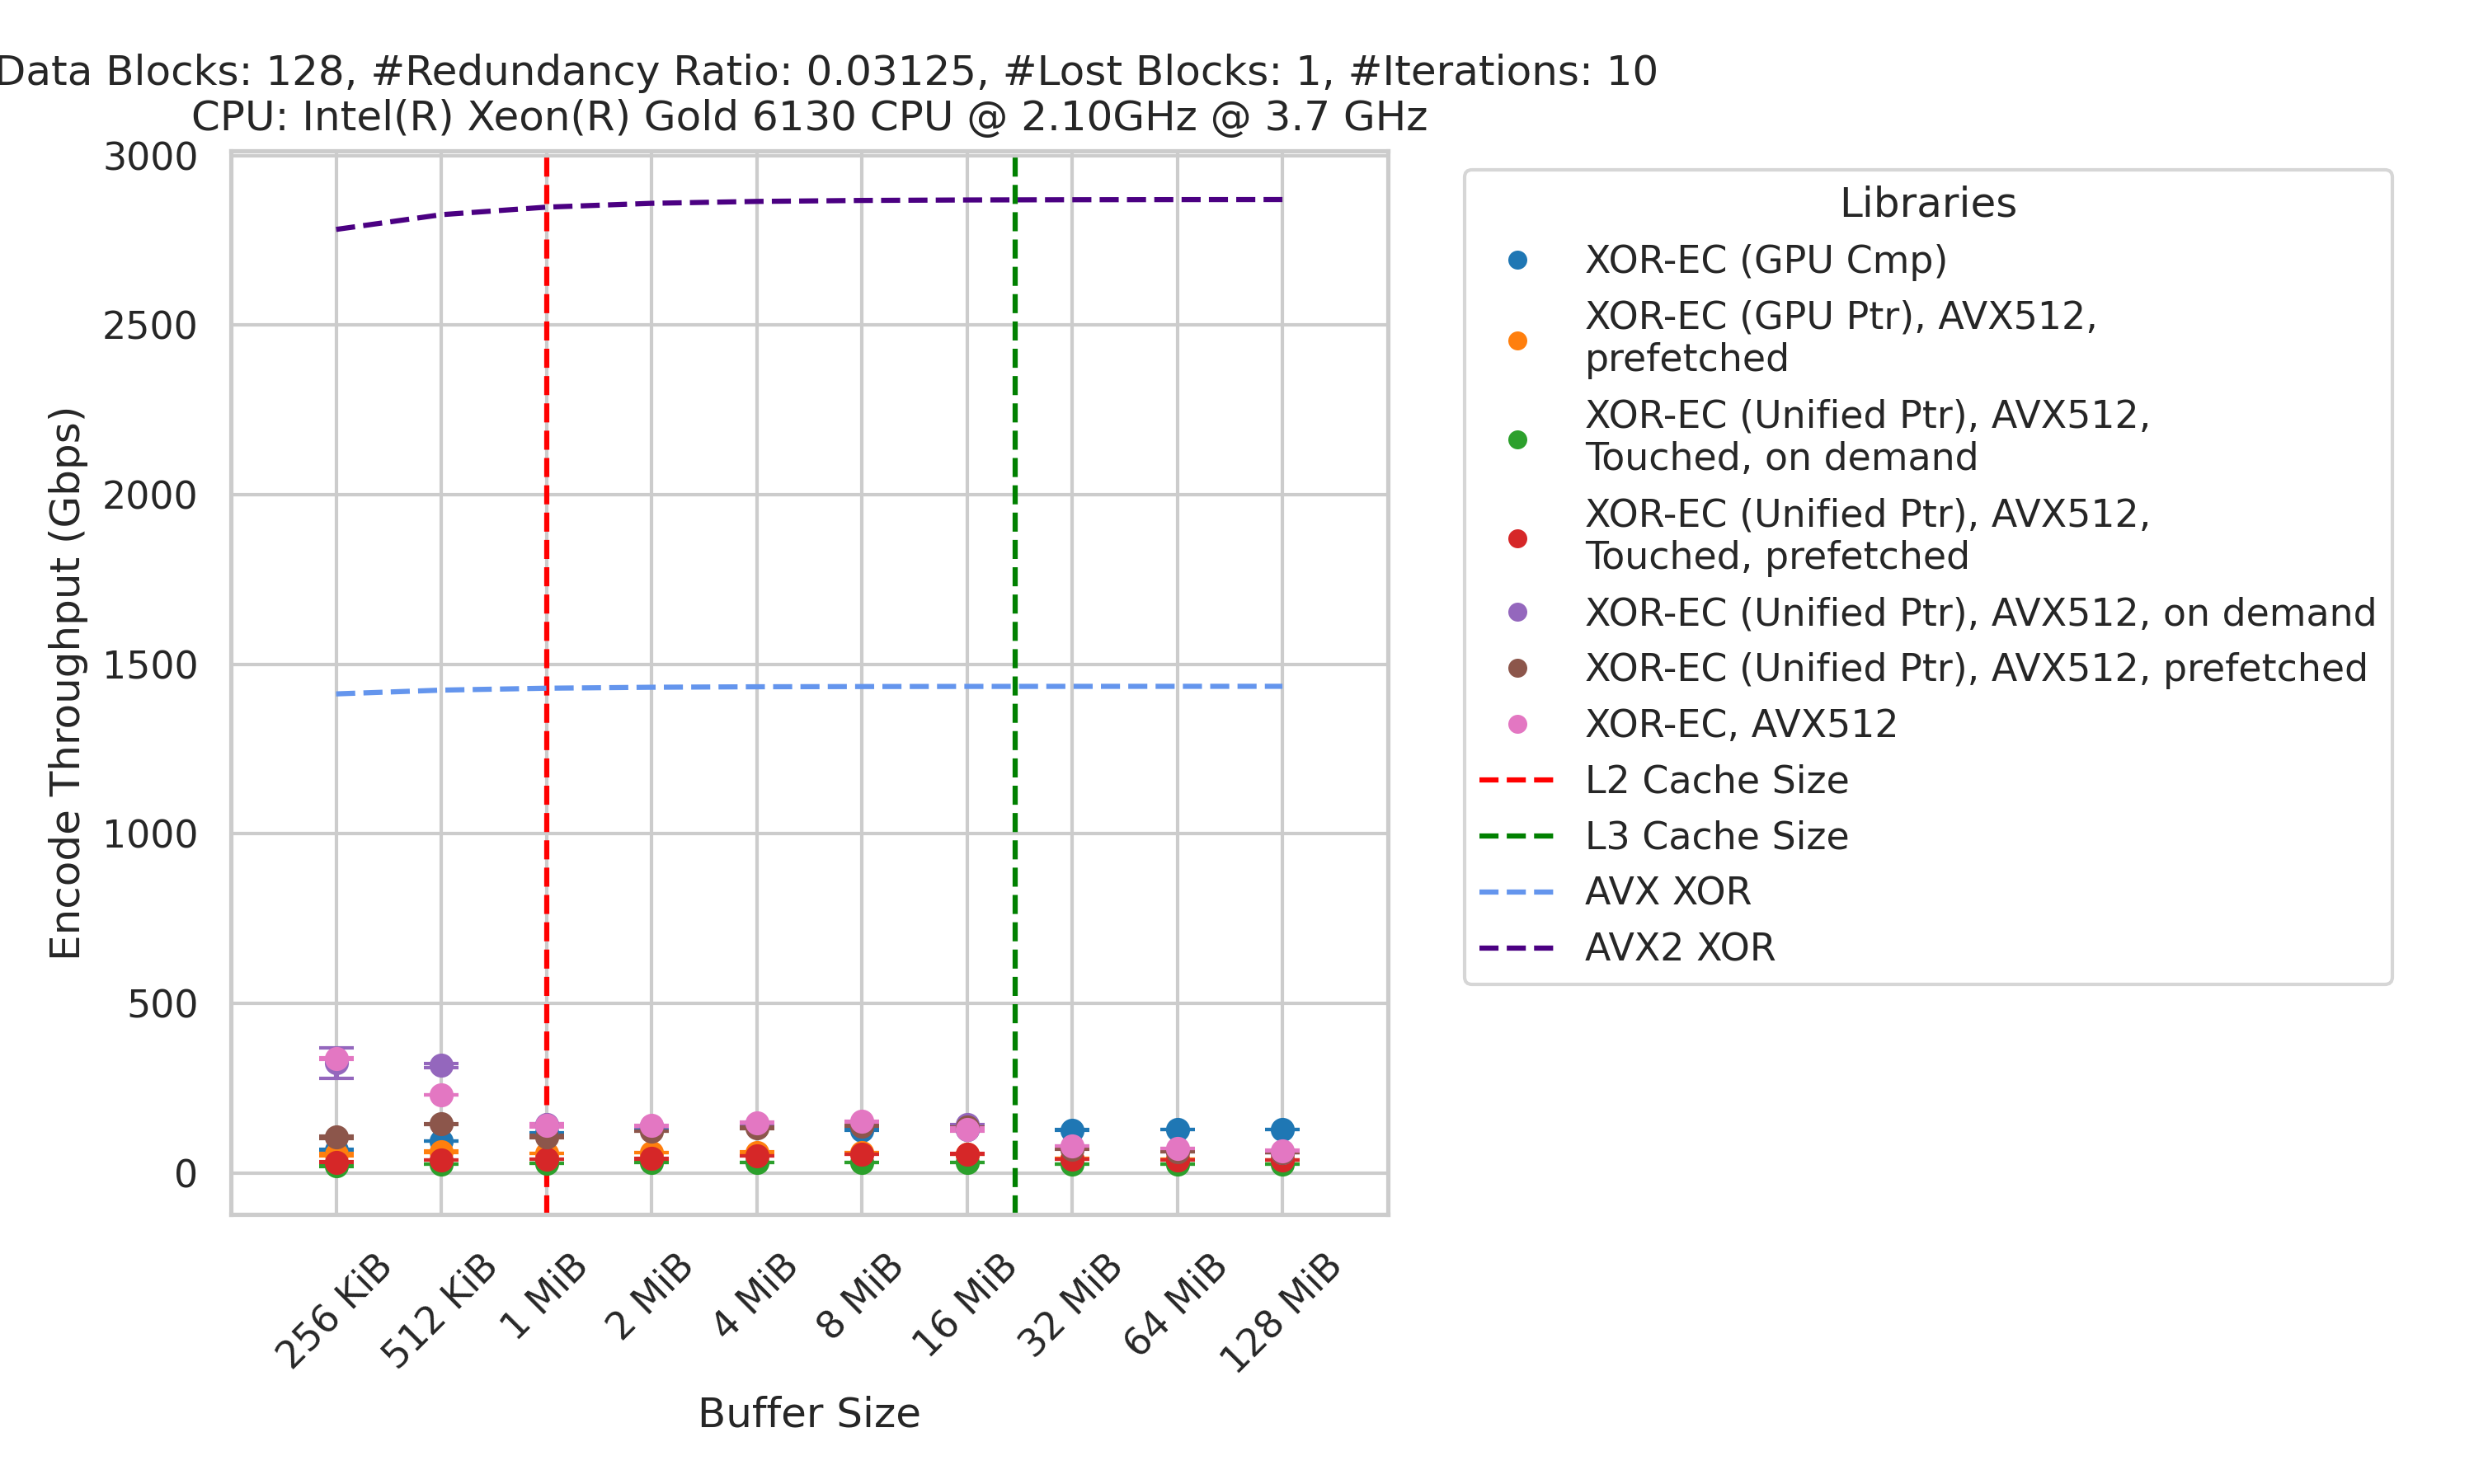 Data Blocks: 128, #Redundancy Ratio: 0.03125, #Lost Blocks: 1, #Iterations: 10
CPU: Intel(R) Xeon(R) Gold 6130 CPU @ 2.10GHz @ 3.7 GHz
3000
2500
2000
1500
1000
500
0
Encode Throughput (Gbps)
256 KiB
512 KiB
1 MiB
2 MiB
4 MiB
8 MiB
16 MiB
32 MiB
64 MiB
128 MiB
Buffer Size
Libraries
XOR-EC (GPU Cmp)
XOR-EC (GPU Ptr), AVX512,
prefetched
XOR-EC (Unified Ptr), AVX512,
Touched, on demand
XOR-EC (Unified Ptr), AVX512,
Touched, prefetched
XOR-EC (Unified Ptr), AVX512, on demand
XOR-EC (Unified Ptr), AVX512, prefetched
XOR-EC, AVX512
L2 Cache Size
L3 Cache Size
AVX XOR
AVX2 XOR